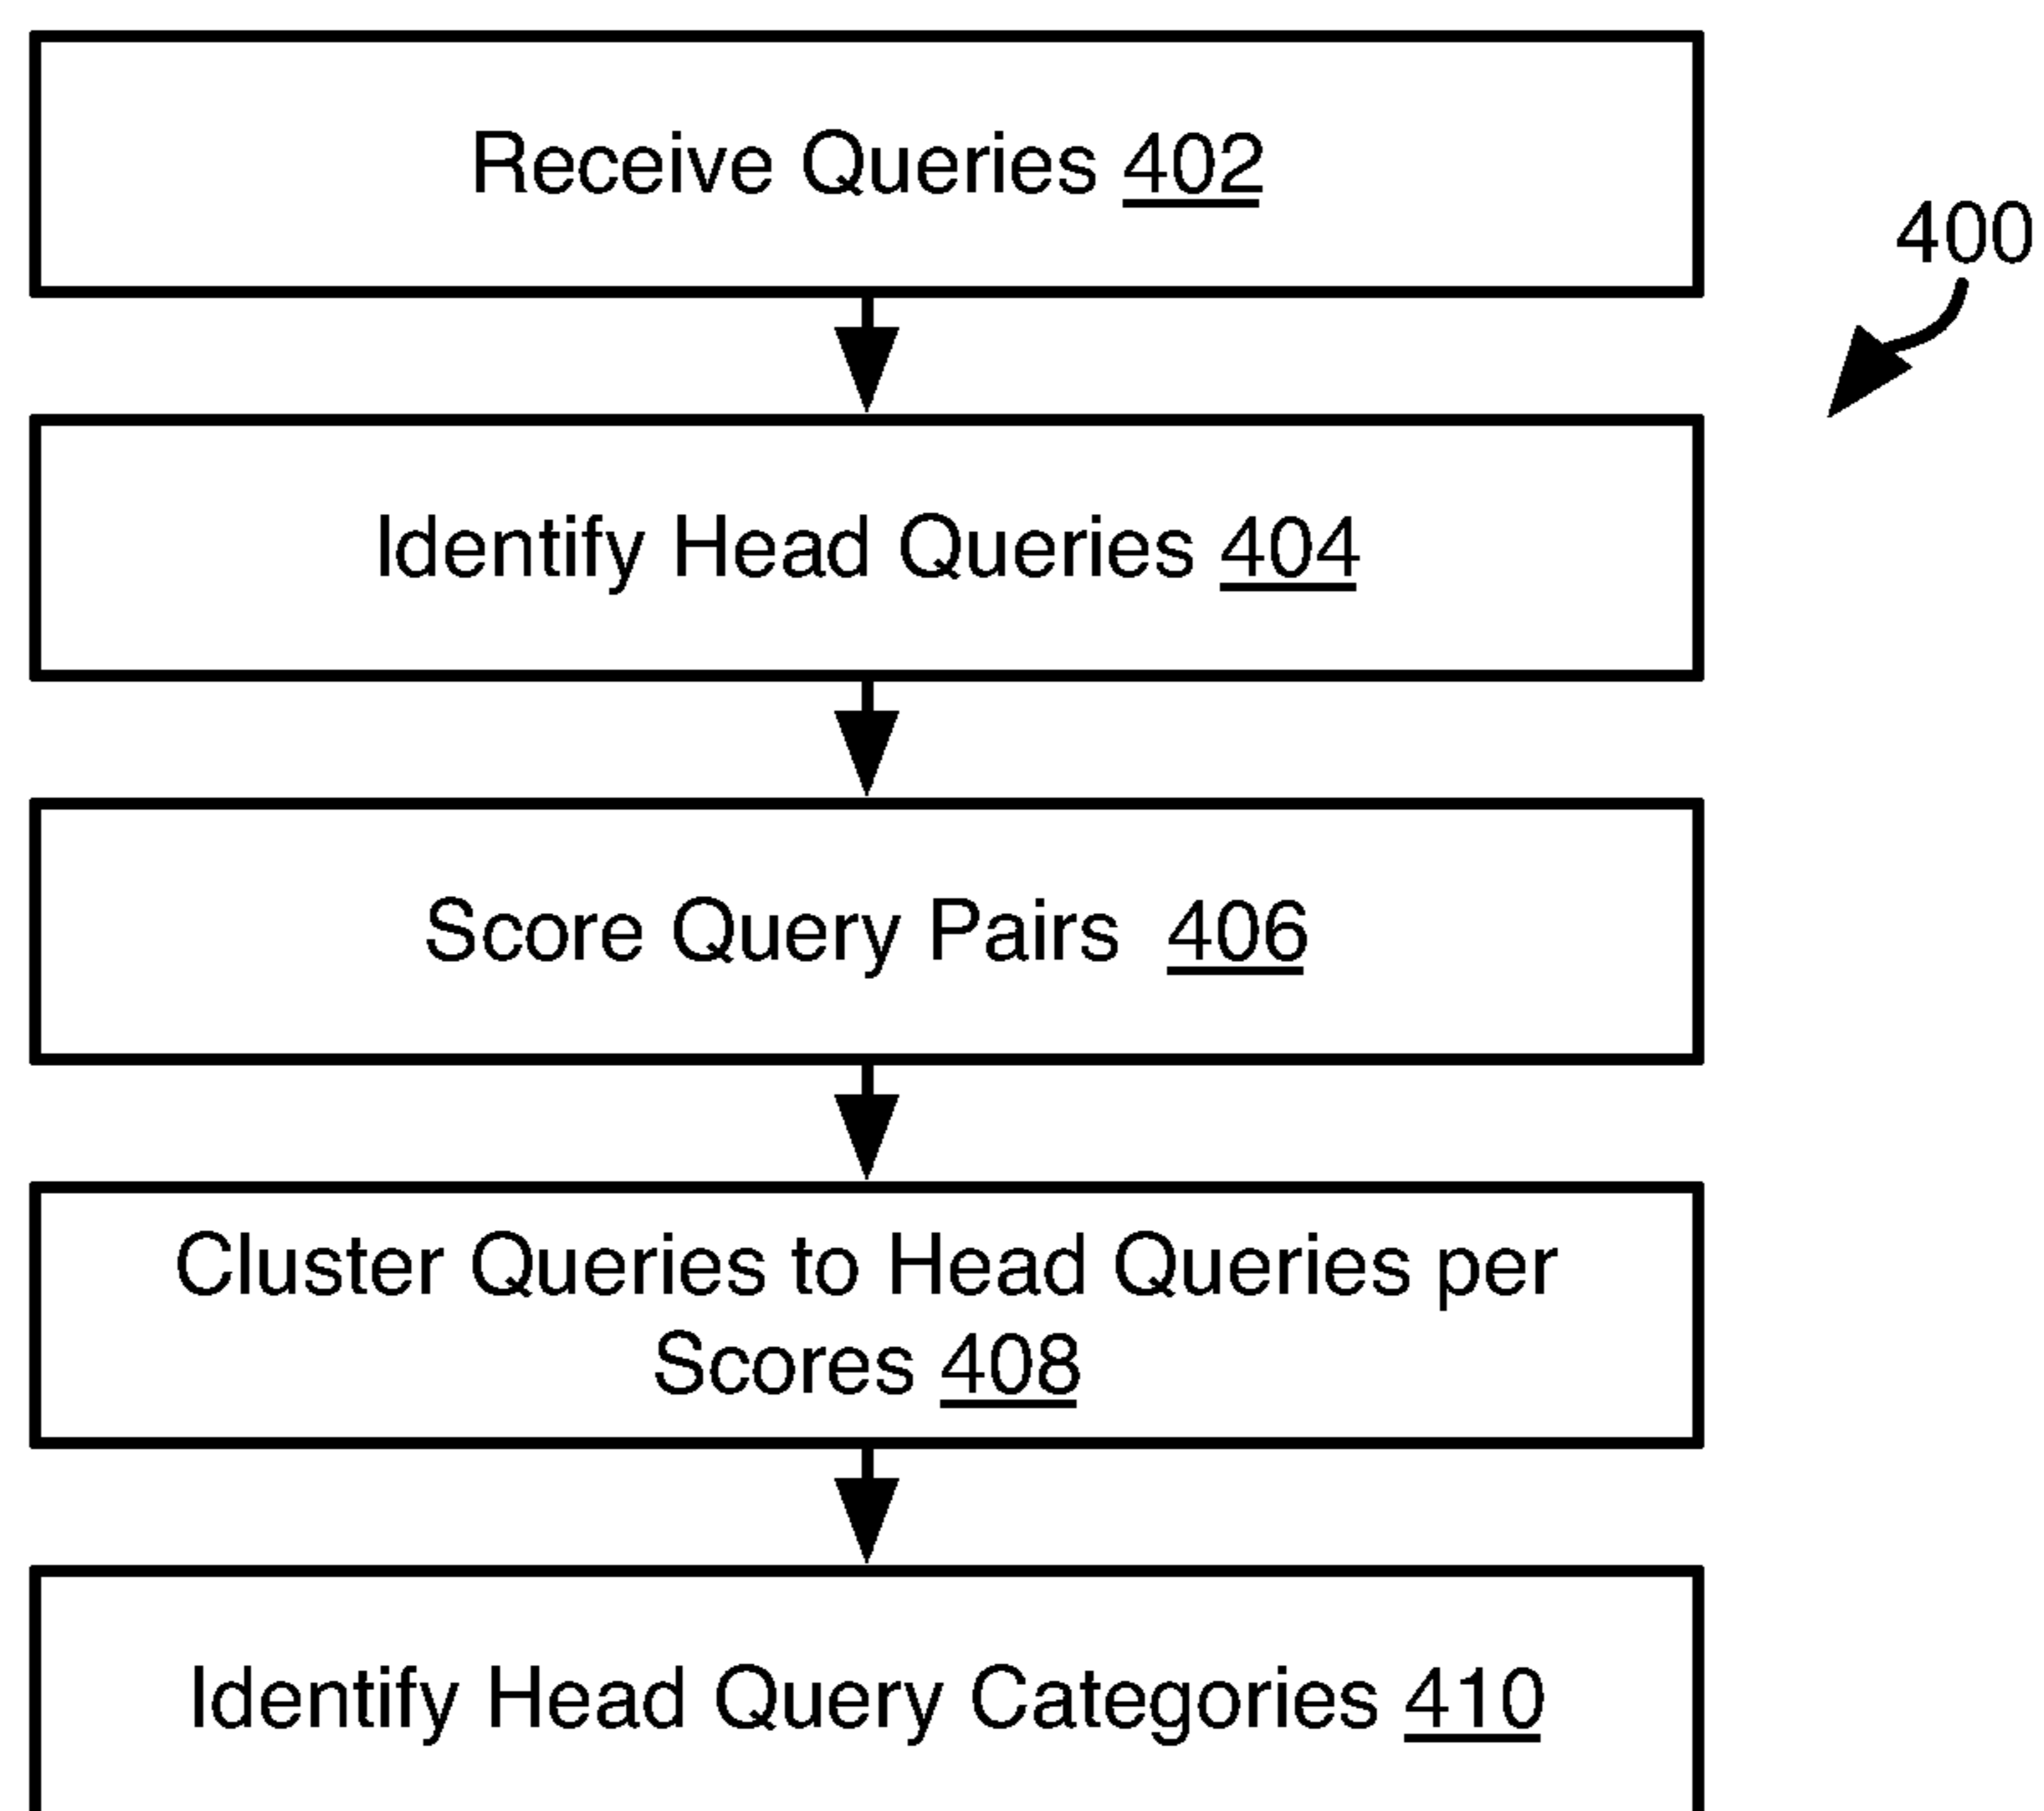 Receive Queries 402
400
Identify Head Queries 404
Score Query Pairs 406
Cluster Queries to Head Queries per
Scores 408
Identify Head Query Categories 410